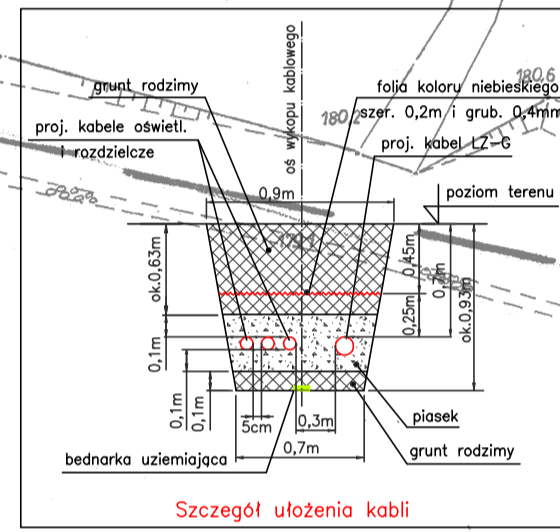 oś wykopu kablowego
grunt rodzimy
folia koloru niebieskiego
szer. 0,2m i grub. 0,4mm
180,6
180,2
proj. kabele oświetl.
i rozdzielcze
proj. kabel LZ-G
0,9m
poziom terenu
ok.0,63m
0,45m
0,7m
0,25m
ok.0,93m
0,1m
0,1m
0,1m
5cm
0,3m
0,7m
piasek
grunt rodzimy
bednarka uziemiająca
Szczegół ułożenia kabli